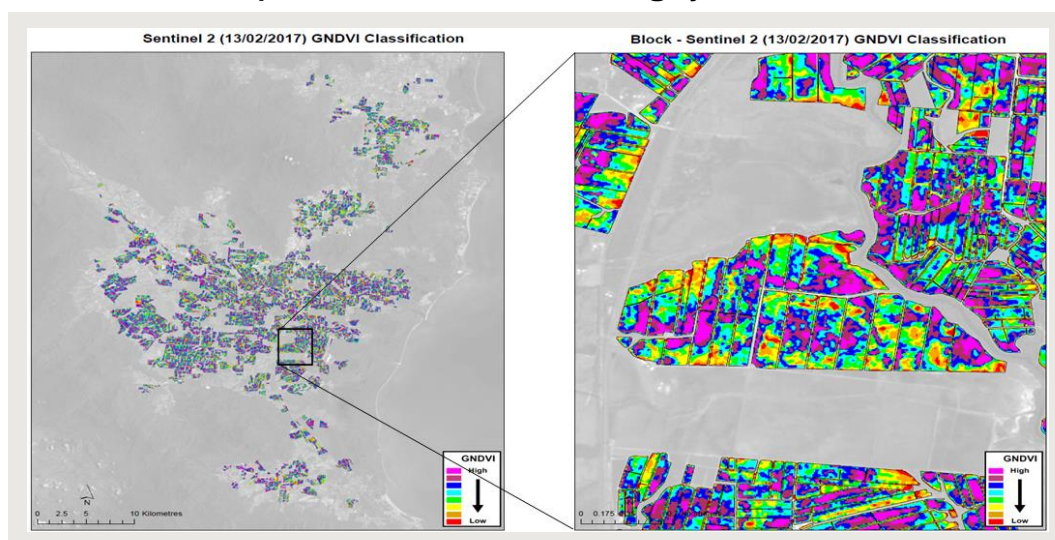 Sentinel 2 (13/02/2017) GNDVI Classification
GNDVI
High
Low
N
0 2.5 5 10 Kilometres
Block - Sentinel 2 (13/02/2017) GNDVI Classification
GNDVI
High
Low
0 0.175